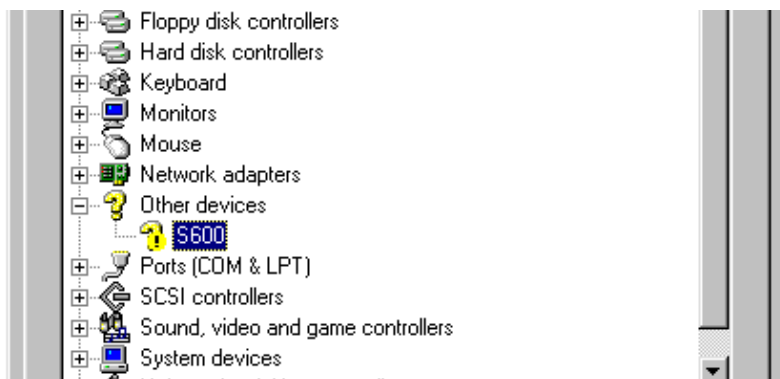 Floppy disk controllers
Hard disk controllers
Keyboard
Monitors
Mouse
Network adapters
Other devices
S600
Ports (COM & LPT)
SCSI controllers
Sound, video and game controllers
System devices